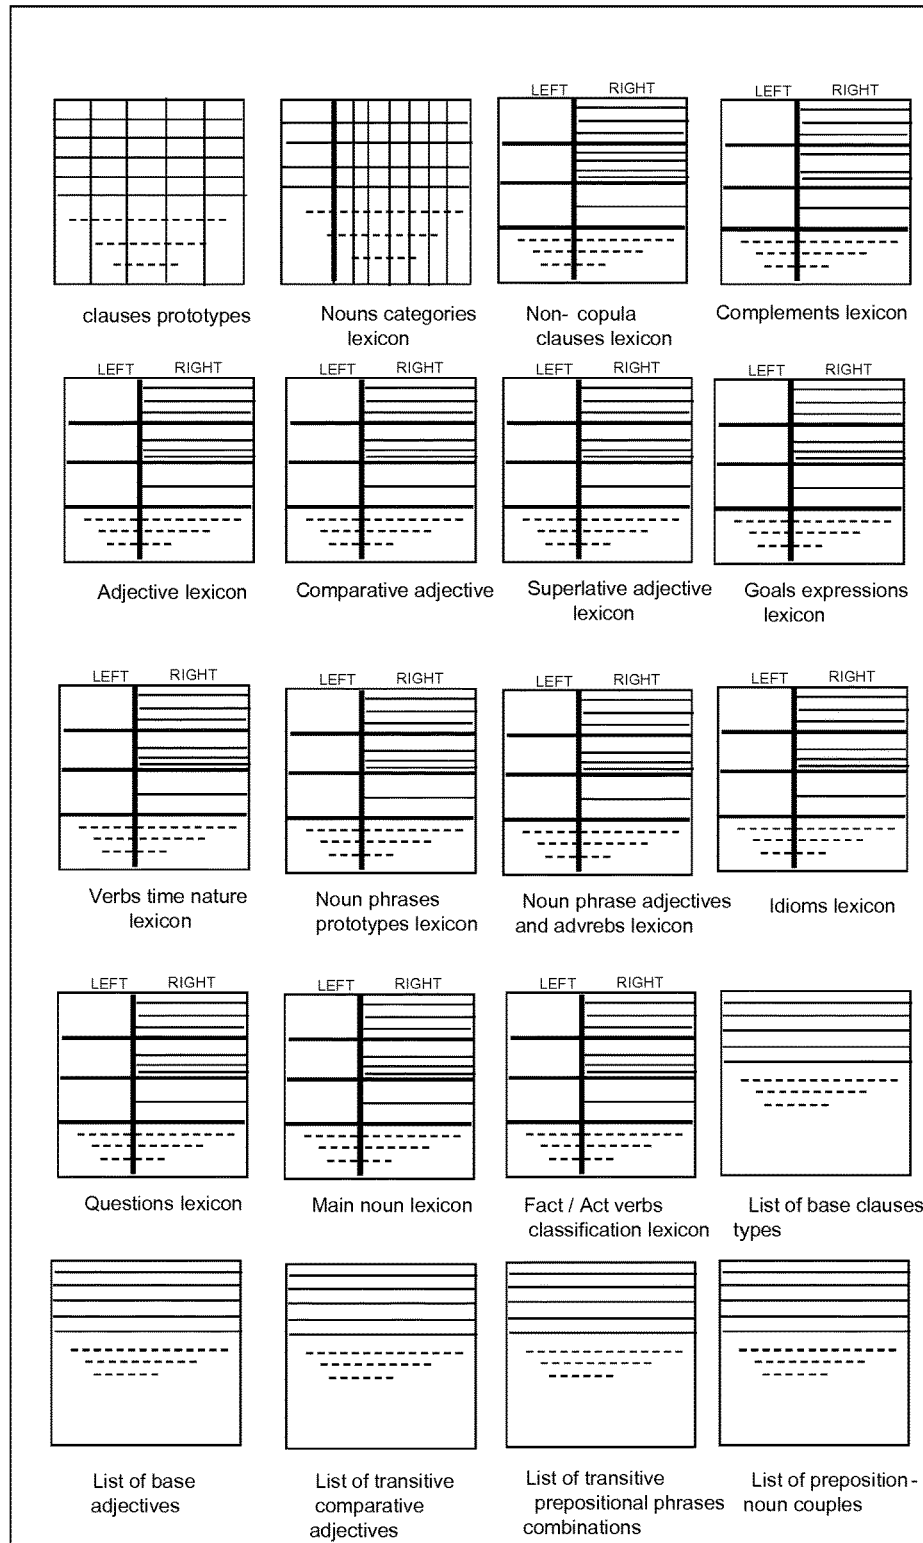 LEFT RIGHT LEFT RIGHT
clauses prototypes
Nouns categories
lexicon
Non- copula
clauses lexicon
Complements lexicon
LEFT RIGHT LEFT RIGHT LEFT RIGHT LEFT RIGHT
Adjective lexicon
Comparative adjective
Superlative adjective
lexicon
Goals expressions
lexicon
LEFT RIGHT LEFT RIGHT LEFT RIGHT LEFT RIGHT
Verbs time nature
lexicon
Noun phrases
prototypes lexicon
Noun phrase adjectives
and advrebs lexicon
Idioms lexicon
LEFT RIGHT LEFT RIGHT LEFT RIGHT
Questions lexicon
Main noun lexicon
Fact / Act verbs
classification lexicon
List of base clauses
types
List of base
adjectives
List of transitive
comparative
adjectives
List of transitive
prepositional phrases
combinations
List of preposition -
noun couples